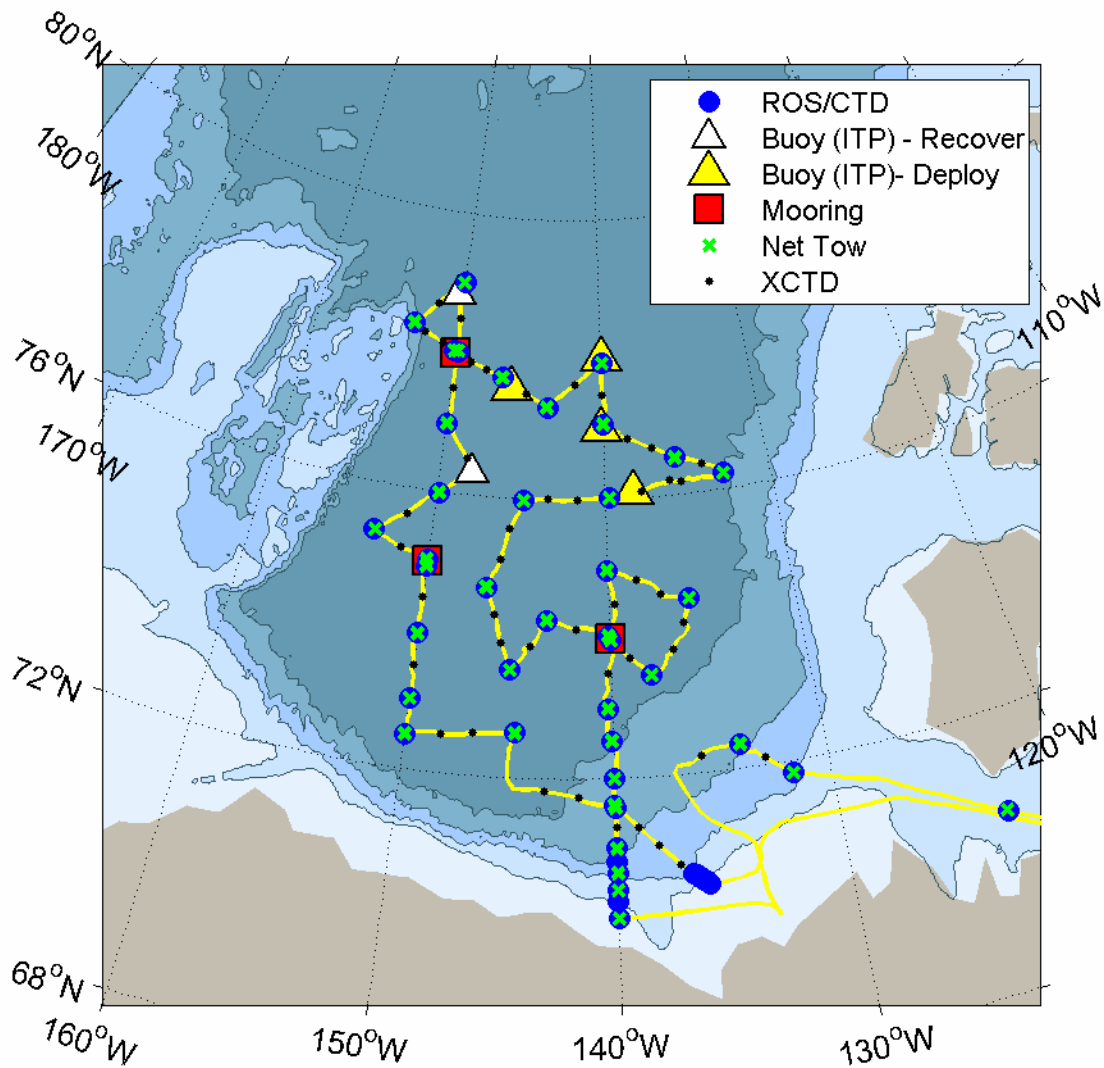 80°N
180°W
76°N
170°W
72°N
68°N
160°W
150°W
140°W
130°W
120°W
110°W
ROS/CTD
Buoy (ITP) - Recover
Buoy (ITP)- Deploy
Mooring
Net Tow
XCTD